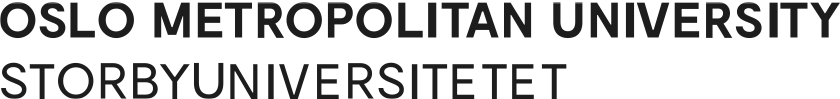 OSLO METROPOLITAN UNIVERSITY
STORBYUNIVERSITETET